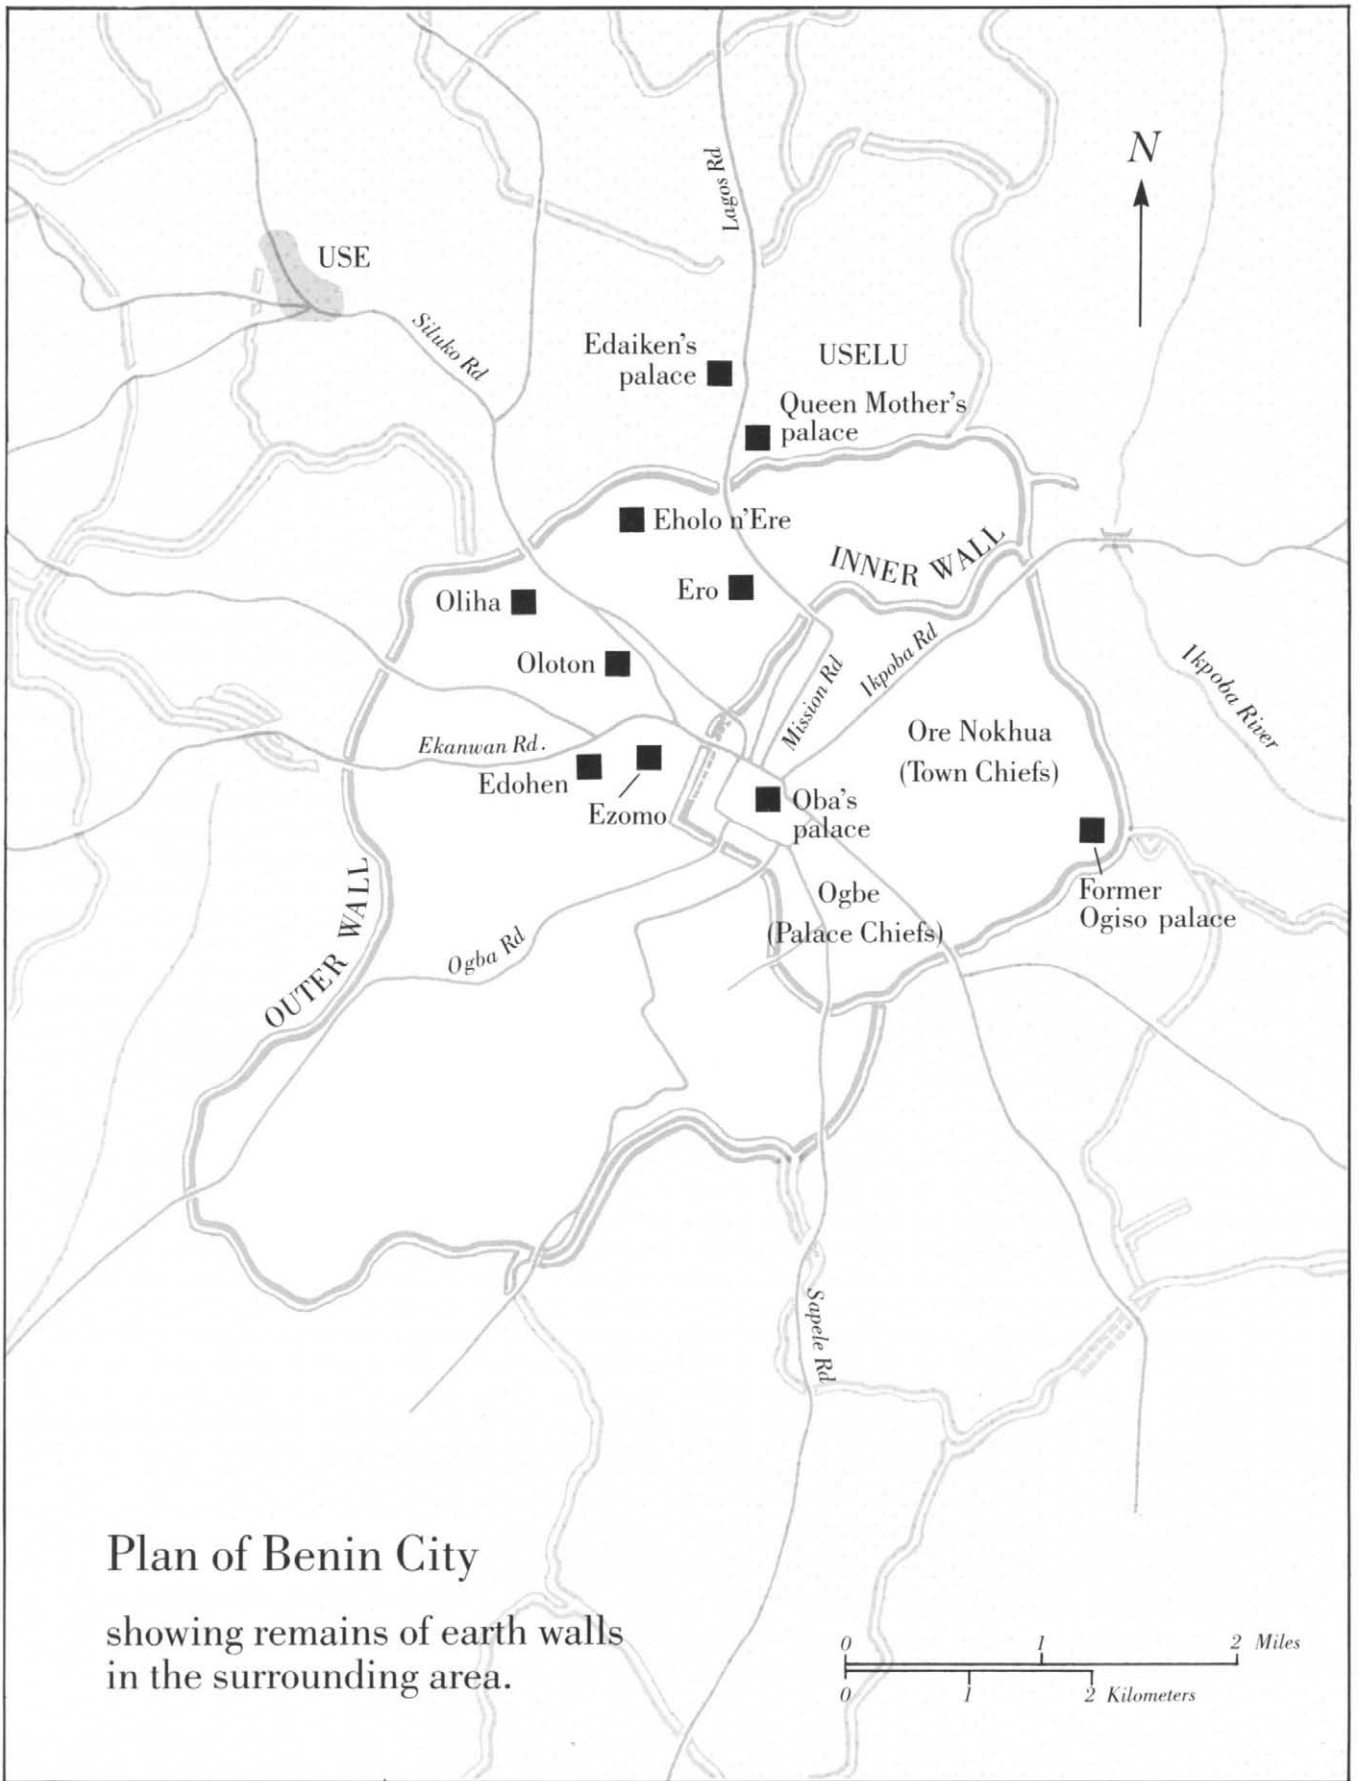 N
Lagos Rd
USE
Siluko Rd
Edaiken's
palace
USELU
Queen Mother's
palace
Eholo n'Ere
INNER WALL
Ero
Oliha
Oloton
Mission Rd
Ikpoba Rd
Ikpoba River
Ore Nokhua
(Town Chiefs)
Ekanwan Rd.
Edohen
Ezomo
Oba's
palace
OUTER WALL
Ogbe
(Palace Chiefs)
Former
Ogiso palace
Ogba Rd
Sapele Rd
Plan of Benin City
showing remains of earth walls
in the surrounding area.
0 1 2 Miles
0 1 2 Kilometers